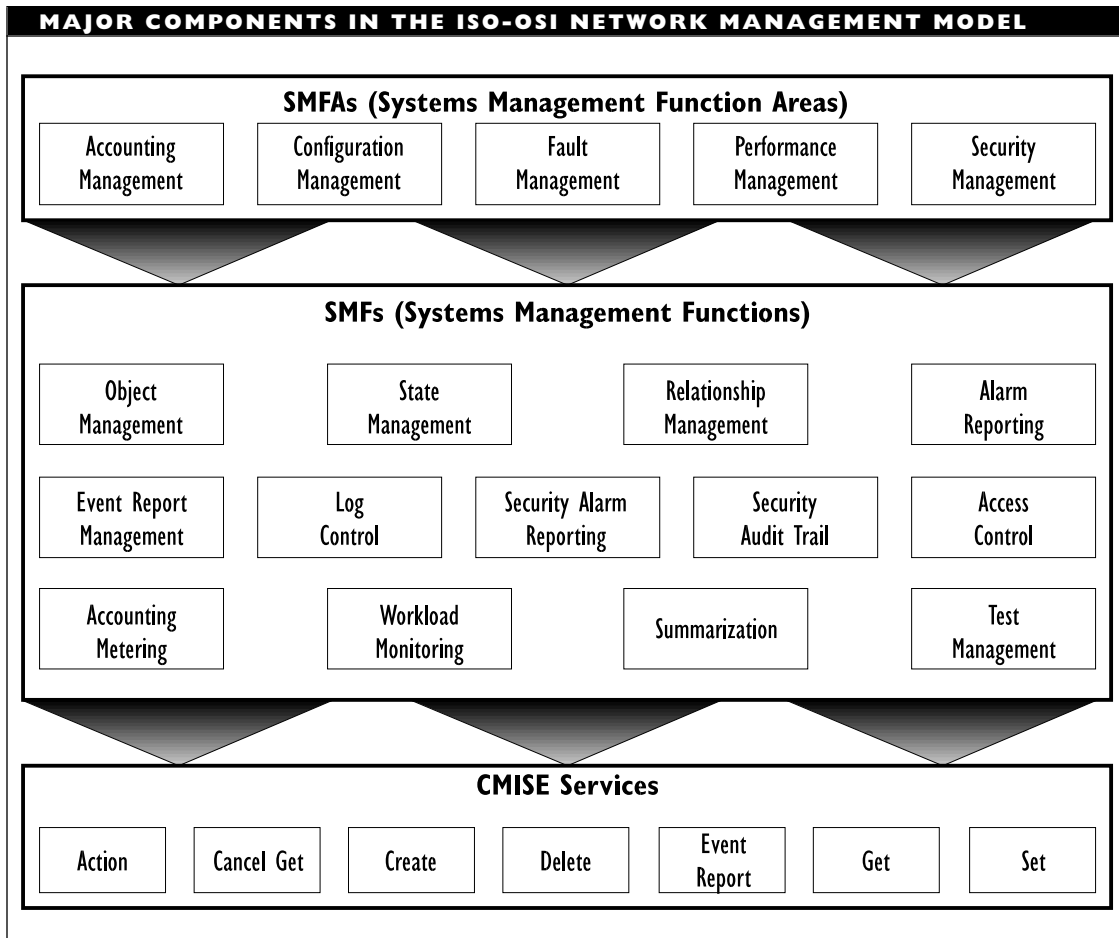 MAJOR COMPONENTS IN THE ISO-OSI NETWORK MANAGEMENT MODEL
SMFAs (Systems Management Function Areas)
Accounting
Management
Configuration
Management
Fault
Management
Performance
Management
Security
Management
SMFs (Systems Management Functions)
Object
Management
State
Management
Relationship
Management
Alarm
Reporting
Event Report
Management
Log
Control
Security Alarm
Reporting
Security
Audit Trail
Access
Control
Accounting
Metering
Workload
Monitoring
Summarization
Test
Management
CMISE Services
Action
Cancel Get
Create
Delete
Event
Report
Get
Set